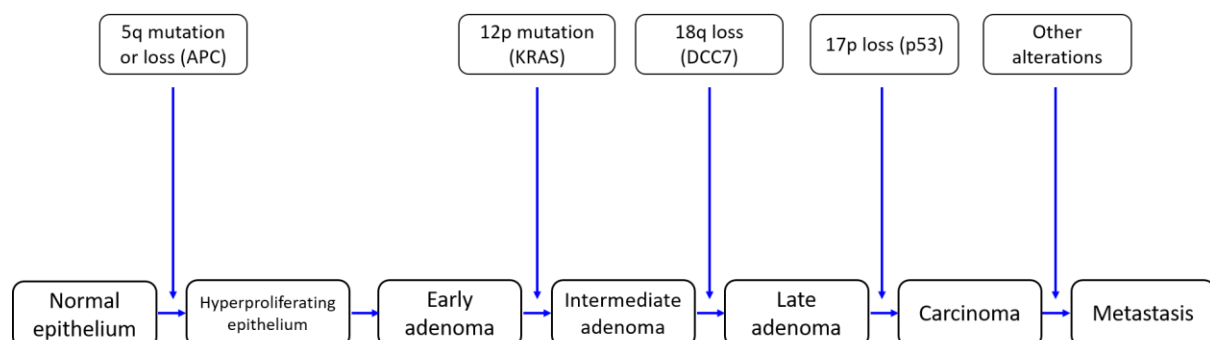 5q mutation
or loss (APC)
12p mutation
(KRAS)
18q loss
(DCC7)
17p loss (p53)
Other
alterations
Normal
epithelium
Hyperproliferating
epithelium
Early
adenoma
Intermediate
adenoma
Late
adenoma
Carcinoma
Metastasis